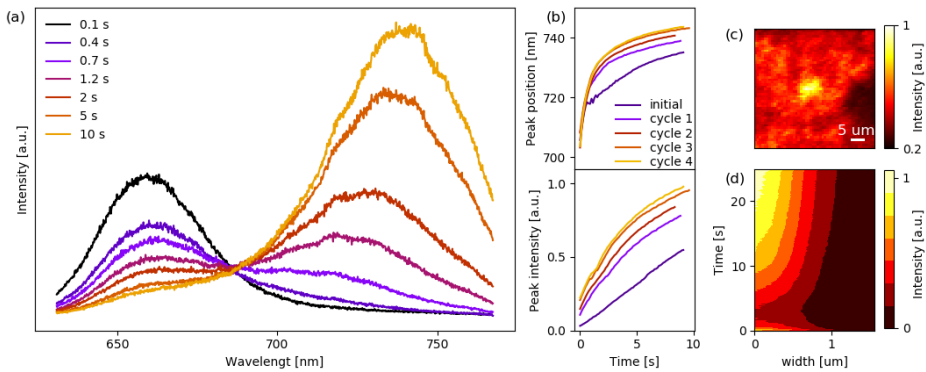 (a)
0.1 s
0.4 s
0.7 s
1.2 s
2 s
5 s
10 s
Intensity [a.u.]
650
700
750
Wavelengt [nm]
(b)
740
720
700
Peak position [nm]
initial
cycle 1
cycle 2
cycle 3
cycle 4
1.0
0.5
0.0
Peak intensity [a.u.]
0
5
10
Time [s]
(c)
5 um
1
0.2
Intensity [a.u.]
(d)
20
10
0
Time [s]
0
1
width [um]
1
0
Intensity [a.u.]